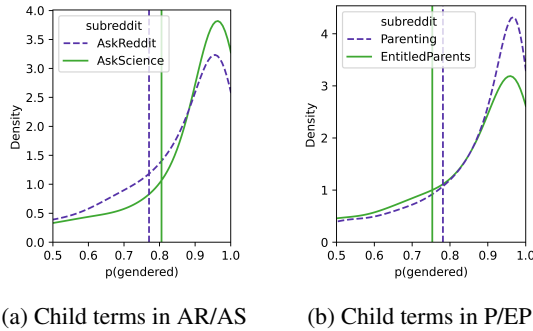 subreddit
AskReddit
AskScience
Density
4.0
3.5
3.0
2.5
2.0
1.5
1.0
0.5
0.0
0.5 0.6 0.7 0.8 0.9 1.0
p(gendered)
(a) Child terms in AR/AS
subreddit
Parenting
EntitledParents
Density
4
3
2
1
0
0.5 0.6 0.7 0.8 0.9 1.0
p(gendered)
(b) Child terms in P/EP